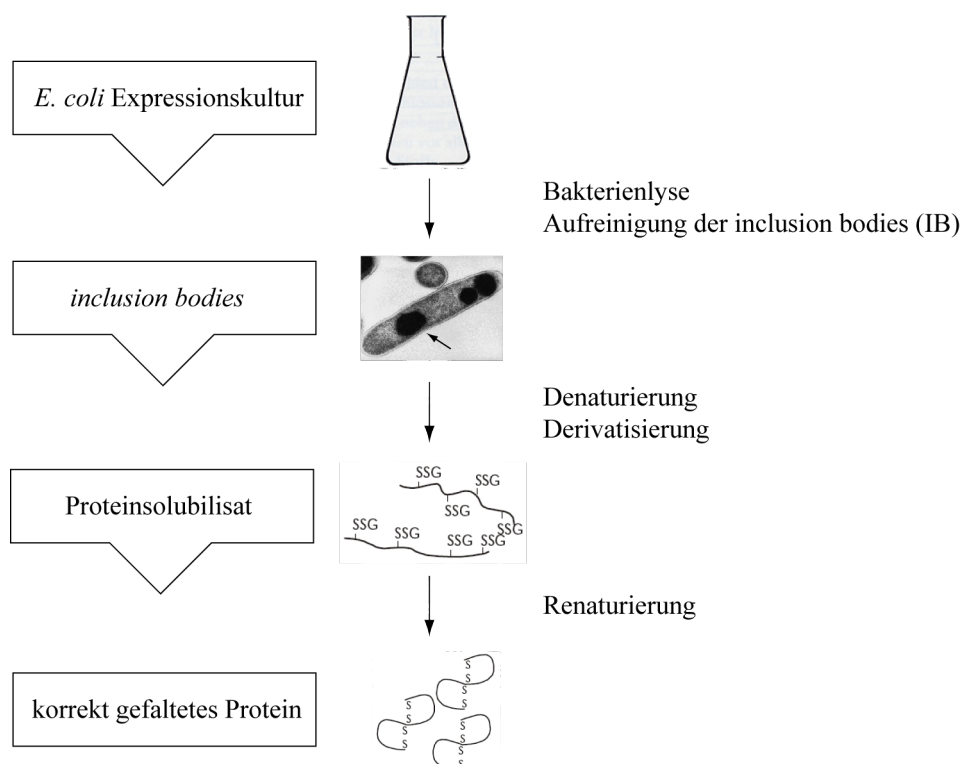 E. coli Expressionskultur
Bakterienlyse
Aufreinigung der inclusion bodies (IB)
inclusion bodies
Denaturierung
Derivatisierung
Proteinsolubilisat
SSG
SSG
SSG
SSG
SSG
SSG
SSG
SSG
Renaturierung
korrekt gefaltetes Protein
S
S
S
S
S
S
S
S
S
S
S
S